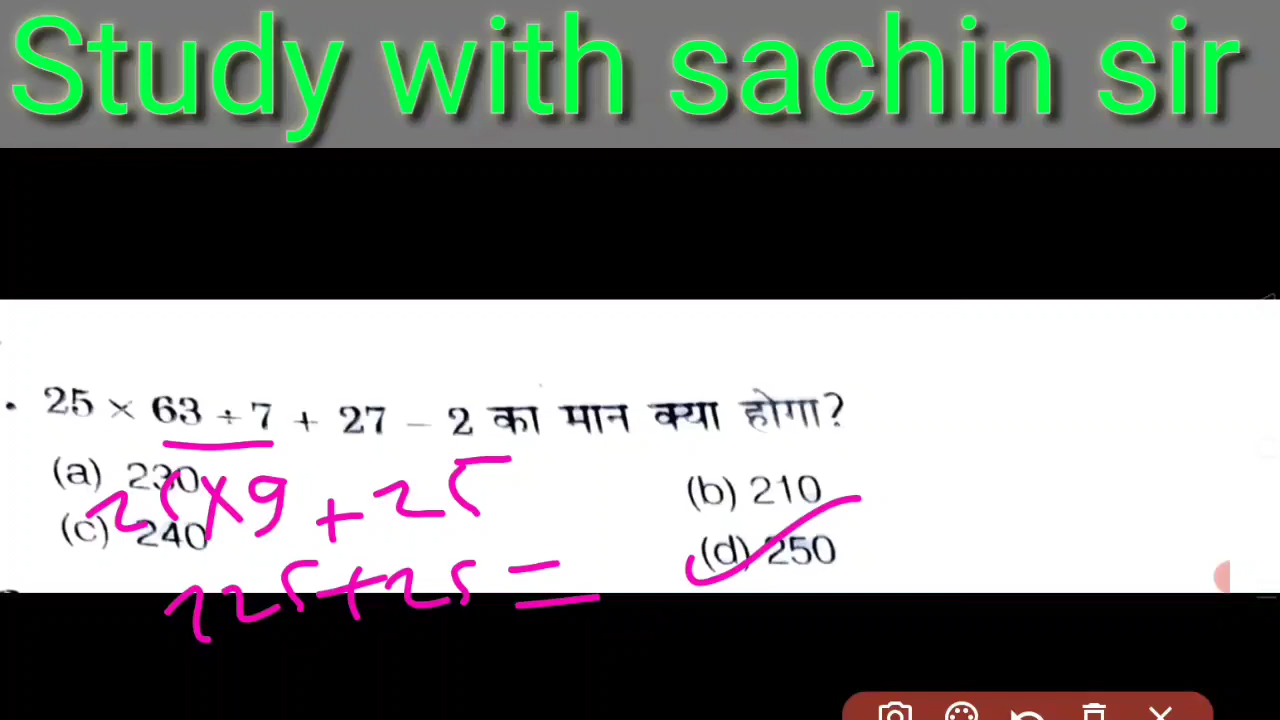 Study with sachin sir
. 25 × 63 ÷ 7 + 27 – 2 का मान क्या होगा?
(a) 230
(b) 210
25×9 + 25
(c) 240
(d) 250
225+25 =